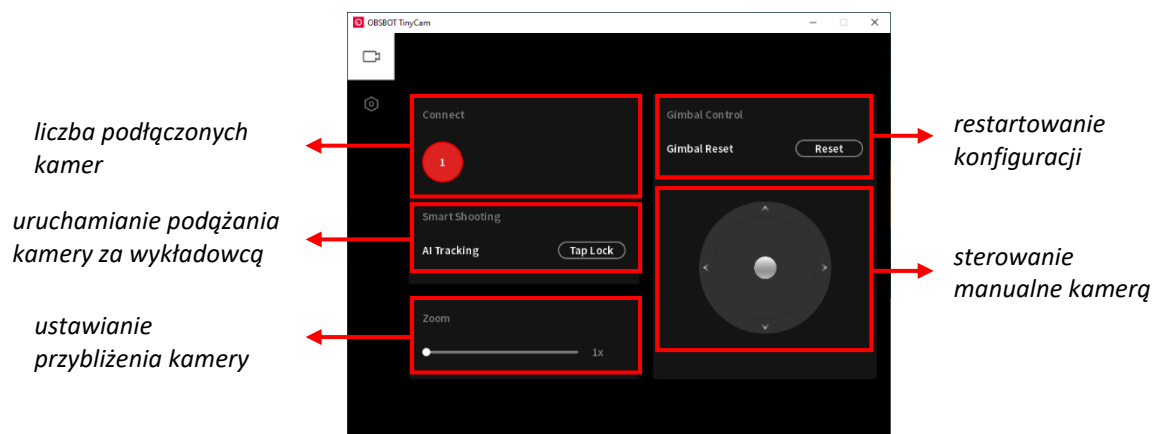 OBSBOT TinyCam
liczba podłączonych
kamer
uruchamianie podążania
kamery za wykładowcą
ustawianie
przybliżenia kamery
Connect
1
Smart Shooting
AI Tracking
Tap Lock
Zoom
1x
Gimbal Control
Gimbal Reset
Reset
restartowanie
konfiguracji
sterowanie
manualne kamerą